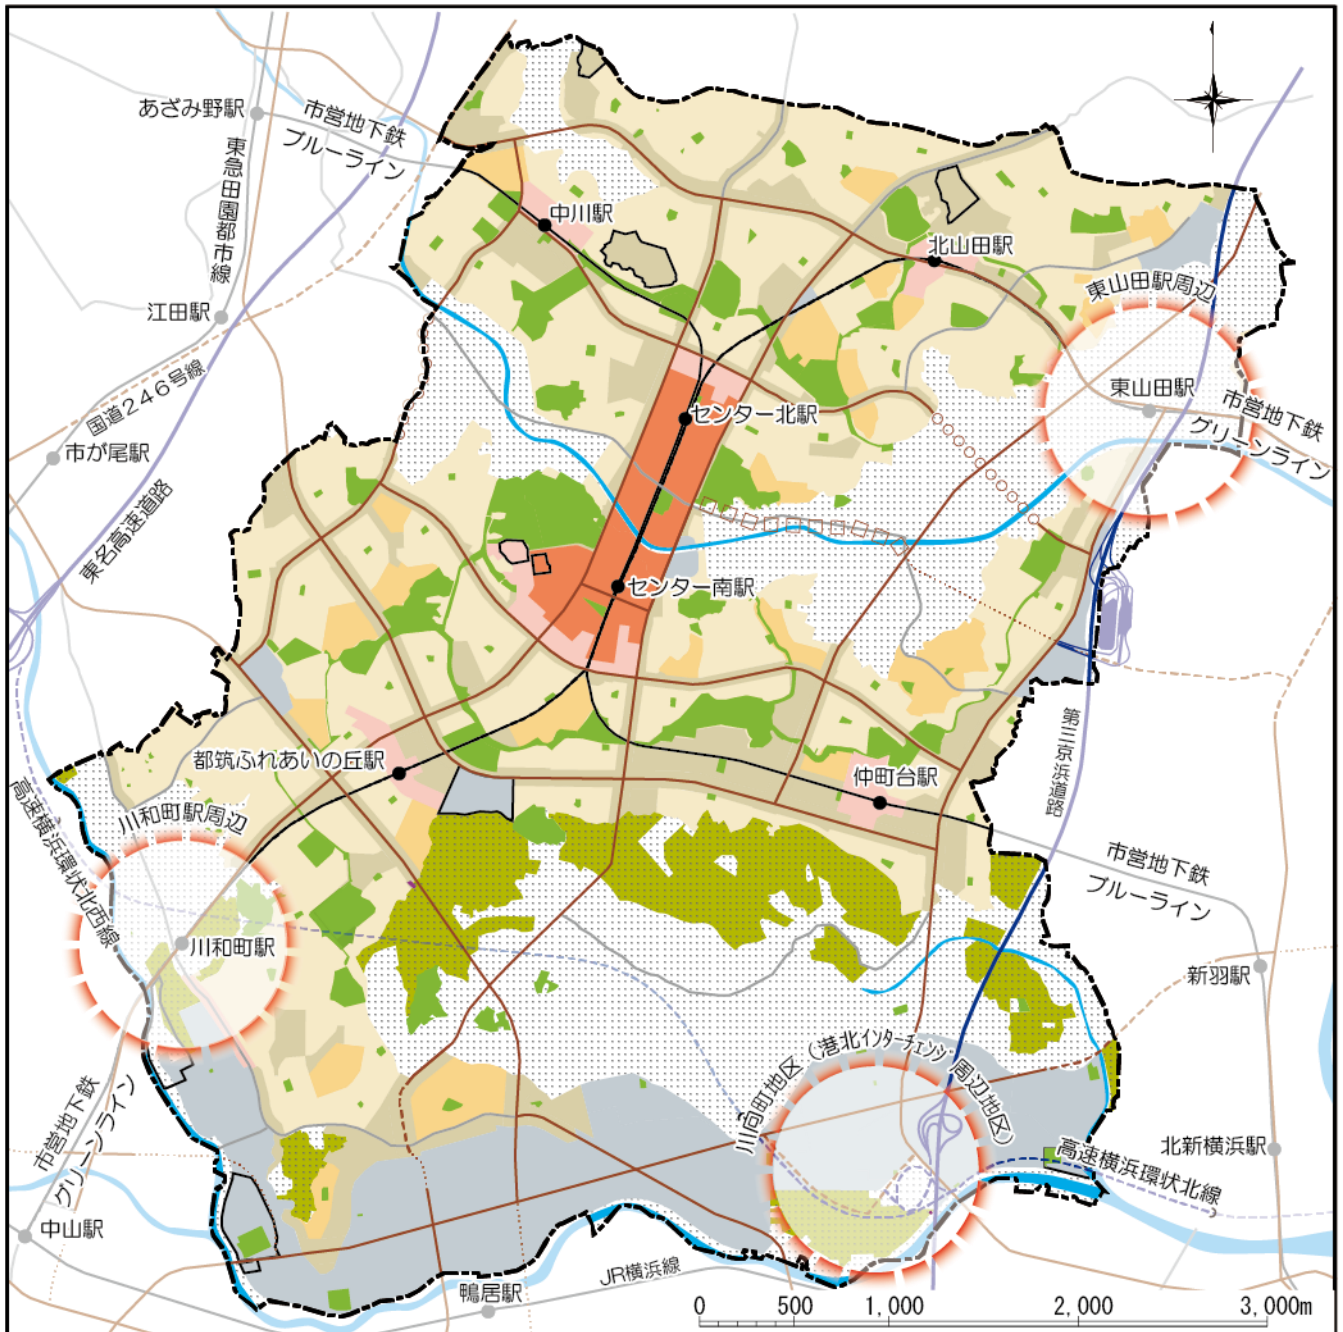 あざみ野駅
市営地下鉄
ブルーライン
東急田園都市線
中川駅
北山田駅
東山田駅周辺
江田駅
国道246号線
東山田駅
市営地下鉄
グリーンライン
センター北駅
市が尾駅
東名高速道路
センター南駅
第三京浜道路
都筑ふれあいの丘駅
仲町台駅
高速横浜環状北西線
川和町駅周辺
市営地下鉄
ブルーライン
川和町駅
新羽駅
川向町地区（港北インターチェンジ周辺地区）
市営地下鉄
グリーンライン
北新横浜駅
高速横浜環状北線
中山駅
JR横浜線
鴨居駅
0 500 1,000 2,000 3,000m